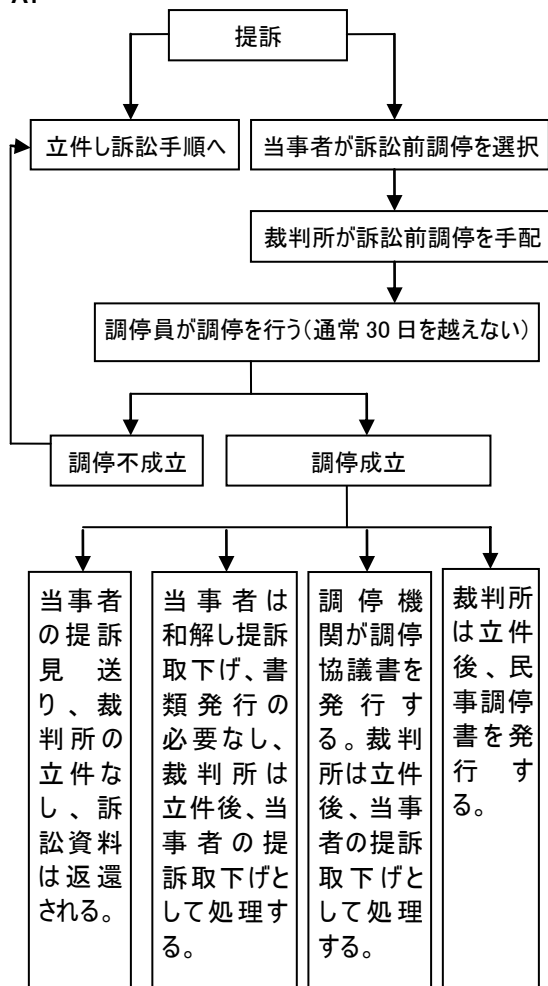 提訴
立件し訴訟手順へ
当事者が訴訟前調停を選択
裁判所が訴訟前調停を手配
調停員が調停を行う（通常 30 日を越えない）
調停不成立
調停成立
当事者
の提訴
見送
り、裁
判所の
立件な
し、訴
訟資料
は返還
される。
当事者は
和解し提訴
取下げ、書
類発行の
必要なし、
裁判所は
立件後、当
事者の提
訴取下げと
して処理す
る。
調停機
関が調停
協議書を
発行す
る。裁判
所は立件
後、当事
者の提訴
取下げと
して処理
する。
裁判所
は立件
後、民
事調停
書を発
行す
る。